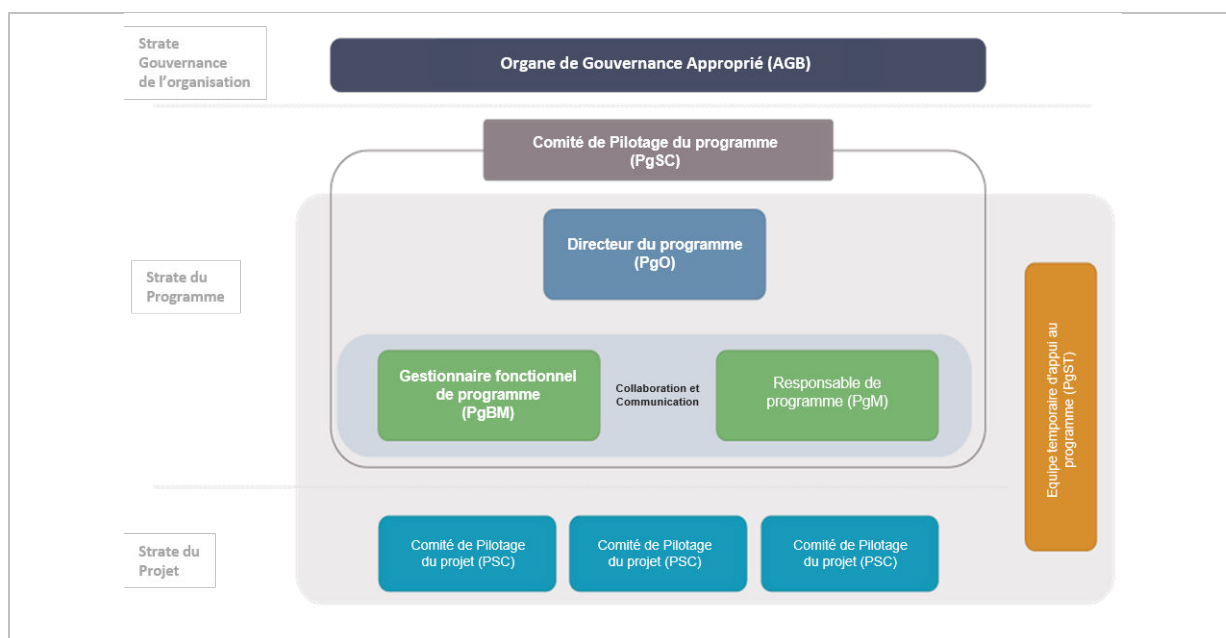 Strate
Gouvernance
de l'organisation
Organe de Gouvernance Approprié (AGB)
Comité de Pilotage du programme
(PgSC)
Directeur du programme
(PgO)
Strate du
Programme
Gestionnaire fonctionnel
de programme
(PgBM)
Collaboration et
Communication
Responsable de
programme (PgM)
Equipe temporaire d'appui au
programme (PgST)
Strate du
Projet
Comité de Pilotage
du projet (PSC)
Comité de Pilotage
du projet (PSC)
Comité de Pilotage
du projet (PSC)